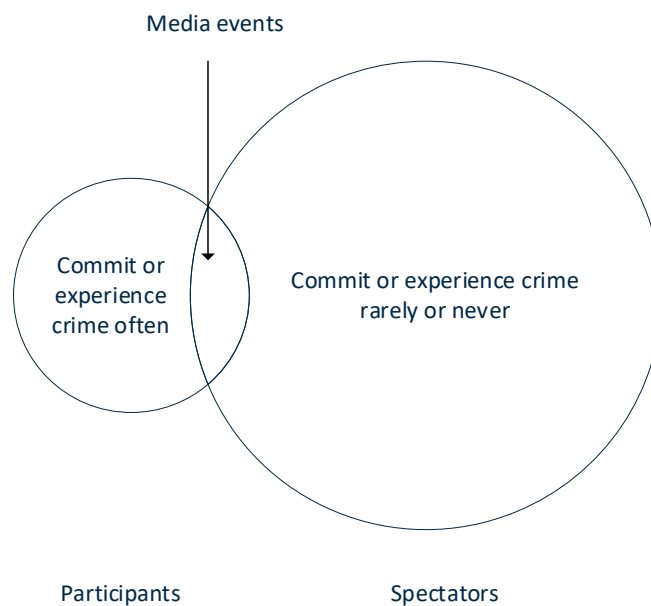 Media events
Commit or
experience
crime often
Commit or experience crime
rarely or never
Participants
Spectators